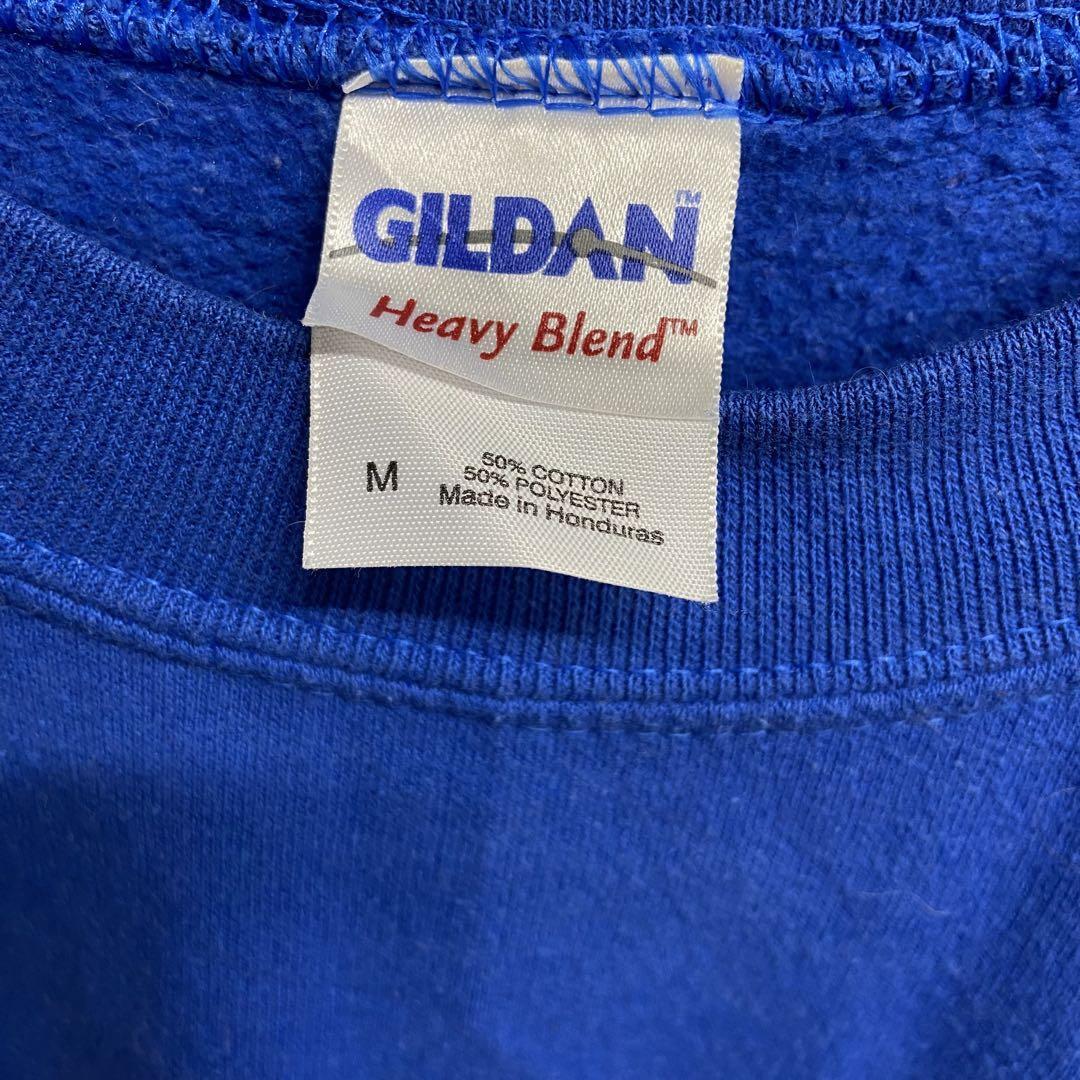 GILDAN™
Heavy Blend™
M
50% COTTON
50% POLYESTER
Made in Honduras